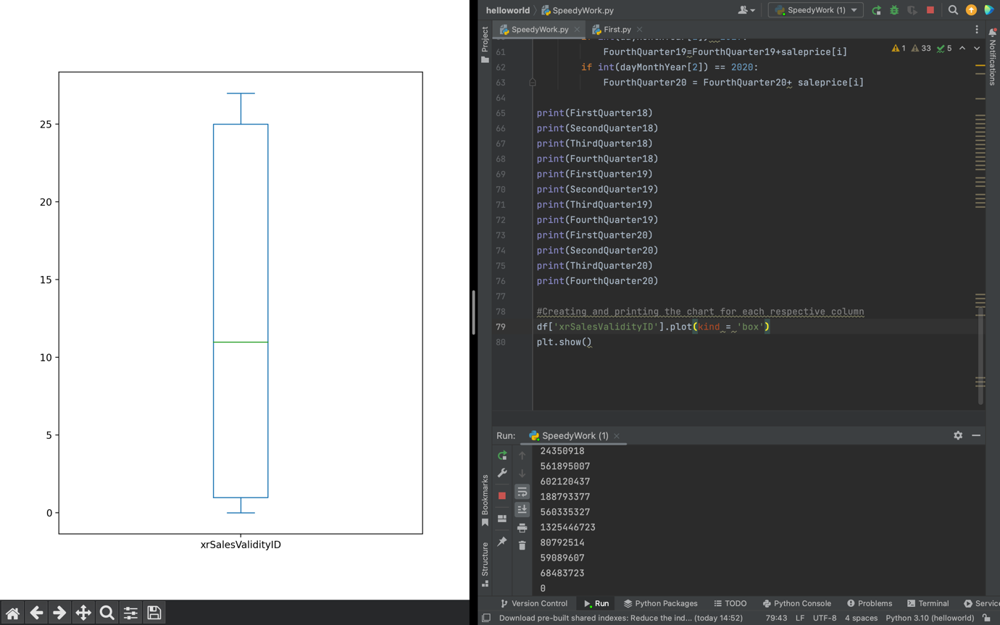 25
20
15
10
5
0
xrSalesValidityID
helloworld
SpeedyWork.py
SpeedyWork (1)
SpeedyWork.py
First.py
Project
Notifications
1 33 5
61 FourthQuarter19=FourthQuarter19+saleprice[i]
62 if int(dayMonthYear[2]) == 2020:
63 FourthQuarter20 = FourthQuarter20+ saleprice[i]
64
65 print(FirstQuarter18)
66 print(SecondQuarter18)
67 print(ThirdQuarter18)
68 print(FourthQuarter18)
69 print(FirstQuarter19)
70 print(SecondQuarter19)
71 print(ThirdQuarter19)
72 print(FourthQuarter19)
73 print(FirstQuarter20)
74 print(SecondQuarter20)
75 print(ThirdQuarter20)
76 print(FourthQuarter20)
77
78 #Creating and printing the chart for each respective column
79 df['xrSalesValidityID'].plot(kind = 'box')
80 plt.show()
Run:
SpeedyWork (1)
24350918
561895007
602120437
188793377
560335327
1325446723
80792514
59089607
68483723
0
Bookmarks
Structure
Version Control
Run
Python Packages
TODO
Python Console
Problems
Terminal
Servic
Download pre-built shared indexes: Reduce the ind... (today 14:52)
79:43 LF UTF-8 4 spaces Python 3.10 (helloworld)